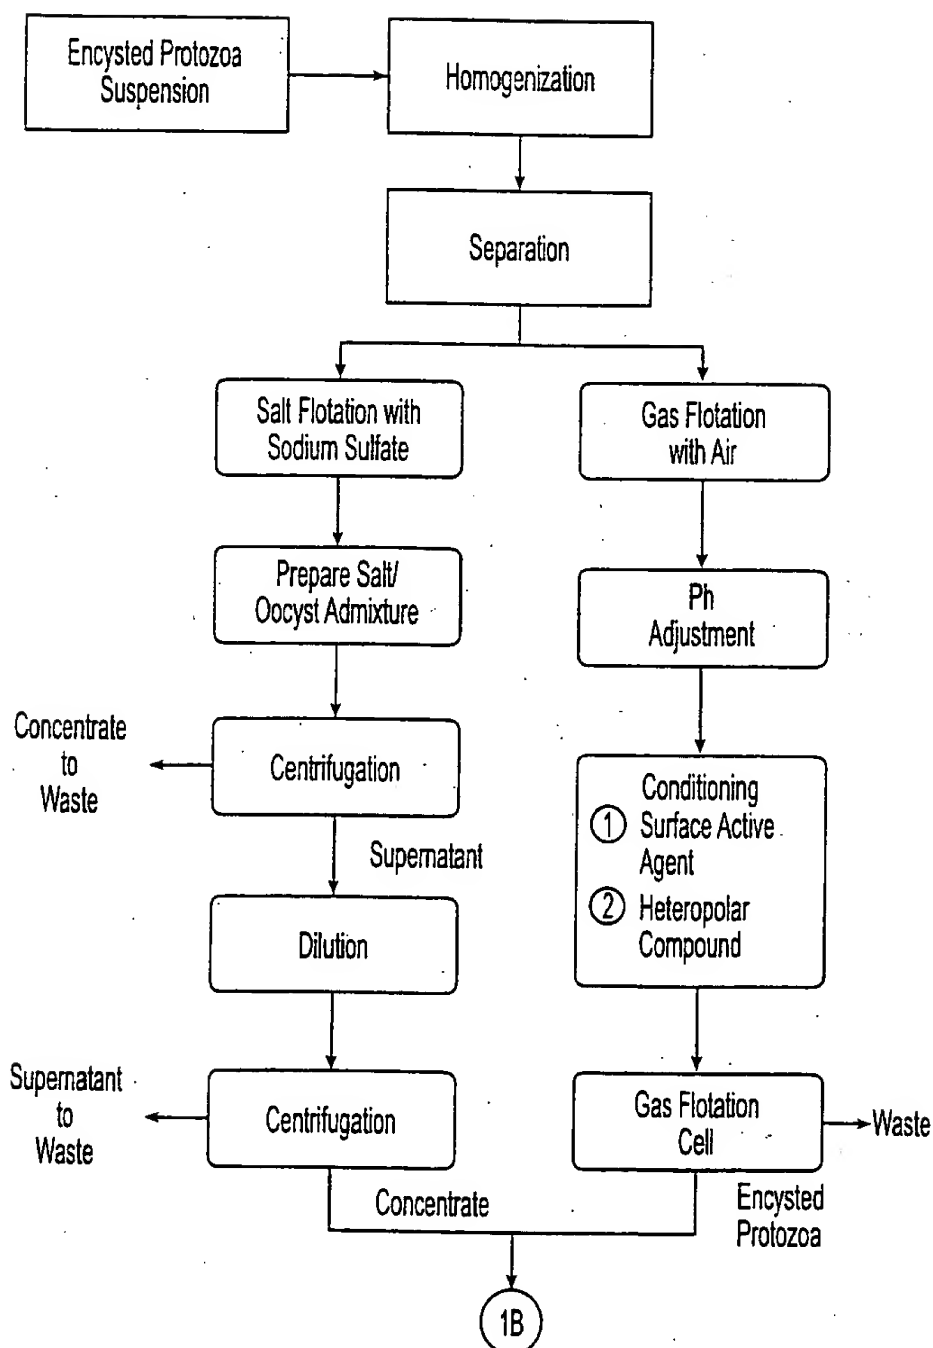 Encysted Protozoa
Suspension
Homogenization
Separation
Salt Flotation with
Sodium Sulfate
Gas Flotation
with Air
Prepare Salt/
Oocyst Admixture
Ph
Adjustment
Concentrate
to
Waste
Centrifugation
Conditioning
1 Surface Active
Agent
2 Heteropolar
Compound
Supernatant
Dilution
Supernatant
to
Waste
Centrifugation
Gas Flotation
Cell
Waste
Concentrate
Encysted
Protozoa
1B